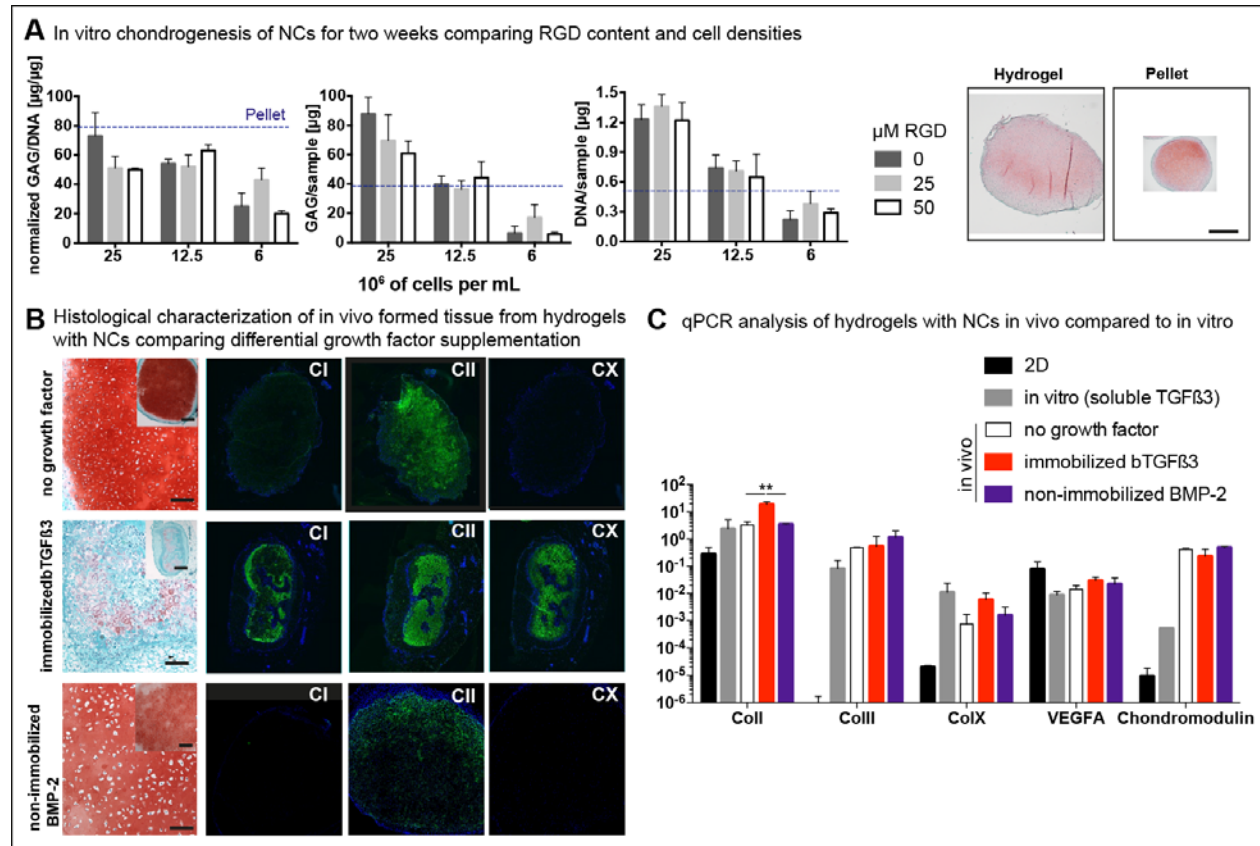 A In vitro chondrogenesis of NCs for two weeks comparing RGD content and cell densities
normalized GAG/DNA [µg/µg]
100
80
60
40
20
0
Pellet
25 12.5 6
GAG/sample [µg]
100
80
60
40
20
0
25 12.5 6
DNA/sample [µg]
1.5
1.2
0.9
0.6
0.3
0.0
25 12.5 6
10⁶ of cells per mL
µM RGD
0
25
50
Hydrogel
Pellet
B Histological characterization of in vivo formed tissue from hydrogels
with NCs comparing differential growth factor supplementation
no growth factor
CI
CII
CX
immobilizedbTGFß3
CI
CII
CX
non-immobilized
BMP-2
CI
CII
CX
C qPCR analysis of hydrogels with NCs in vivo compared to in vitro
2D
in vitro (soluble TGFß3)
in vivo
no growth factor
immobilized bTGFß3
non-immobilized BMP-2
10²
10¹
10⁰
10⁻¹
10⁻²
10⁻³
10⁻⁴
10⁻⁵
10⁻⁶
**
ColI ColII ColX VEGFA Chondromodulin